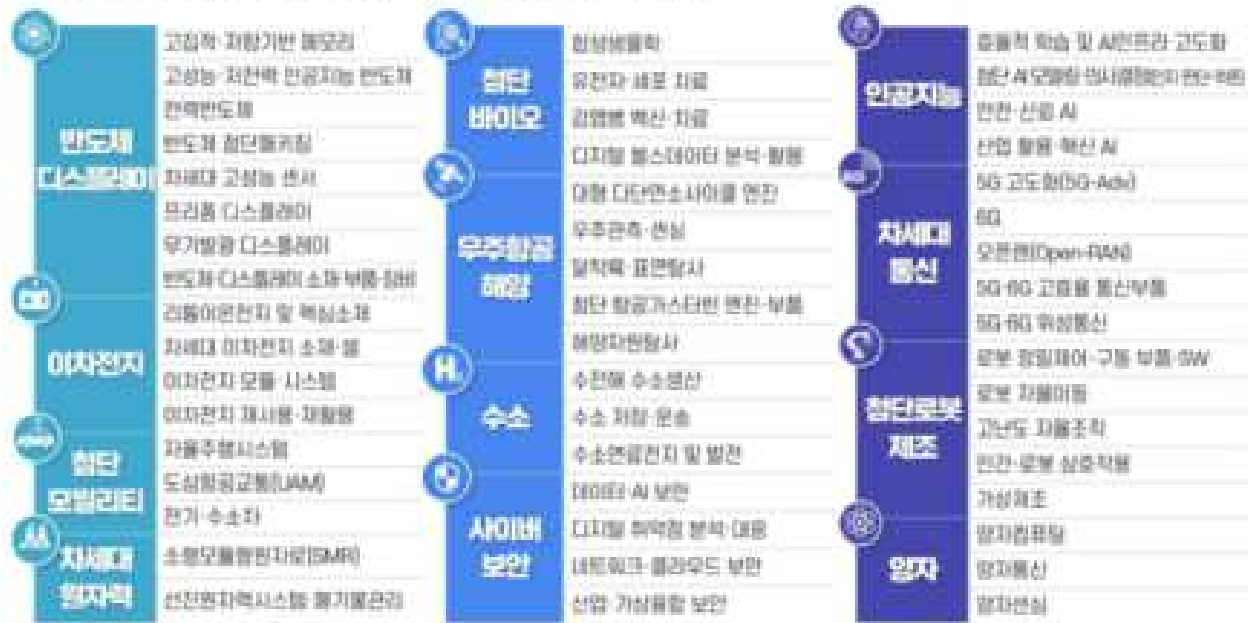 반도체
디스플레이
고집적·저항기반 메모리
고성능·저전력 인공지능 반도체
전력반도체
반도체 첨단패키징
차세대 고성능 센서
프리폼 디스플레이
무기발광 디스플레이
반도체·디스플레이 소재·부품·장비
이차전지
리튬이온전지 및 핵심소재
차세대 이차전지 소재·셀
이차전지 모듈·시스템
이차전지 재사용·재활용
첨단
모빌리티
자율주행시스템
도심항공교통(UAM)
전기·수소차
차세대
원자력
소형모듈형원자로(SMR)
선진원자력시스템·폐기물관리
첨단
바이오
합성생물학
유전자·세포 치료
감염병 백신·치료
디지털 헬스데이터 분석·활용
우주항공
해양
대형 다단연소사이클 엔진
우주관측·센싱
달착륙·표면탐사
첨단 항공가스터빈 엔진·부품
해양자원탐사
H₂
수소
수전해 수소생산
수소 저장·운송
수소연료전지 및 발전
사이버
보안
데이터·AI 보안
디지털 취약점 분석·대응
네트워크·클라우드 보안
산업·가상융합 보안
인공지능
효율적 학습 및 AI인프라 고도화
첨단 AI 모델링·의사결정
안전·신뢰 AI
산업 활용·혁신 AI
차세대
통신
5G 고도화(5G-Adv)
6G
오픈랜(Open-RAN)
5G·6G 고효율 통신부품
5G·6G 위성통신
첨단로봇
제조
로봇 정밀제어·구동 부품·SW
로봇 자율이동
고난도 자율조작
인간·로봇 상호작용
가상제조
양자
양자컴퓨팅
양자통신
양자센싱